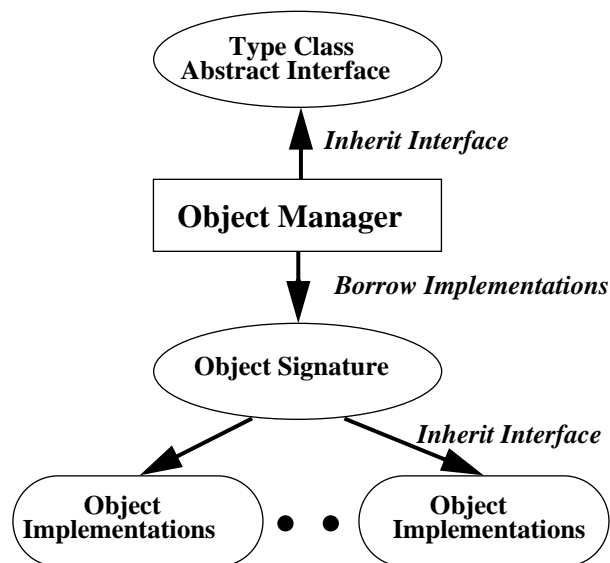 Type Class
Abstract Interface
Inherit Interface
Object Manager
Borrow Implementations
Object Signature
Inherit Interface
Object
Implementations
Object
Implementations